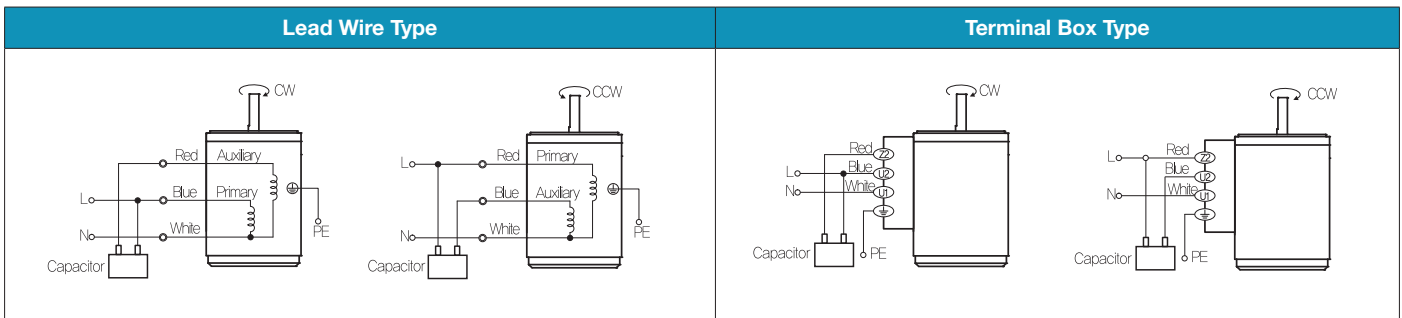 Lead Wire Type
Terminal Box Type
CW
Red Auxiliary
L Blue Primary
N White
Capacitor
PE
CCW
L Red Primary
Blue Auxiliary
N White
Capacitor
PE
CW
Red Z2
L Blue U2
N White U1
Capacitor PE
CCW
L Red Z2
Blue U2
N White U1
Capacitor PE